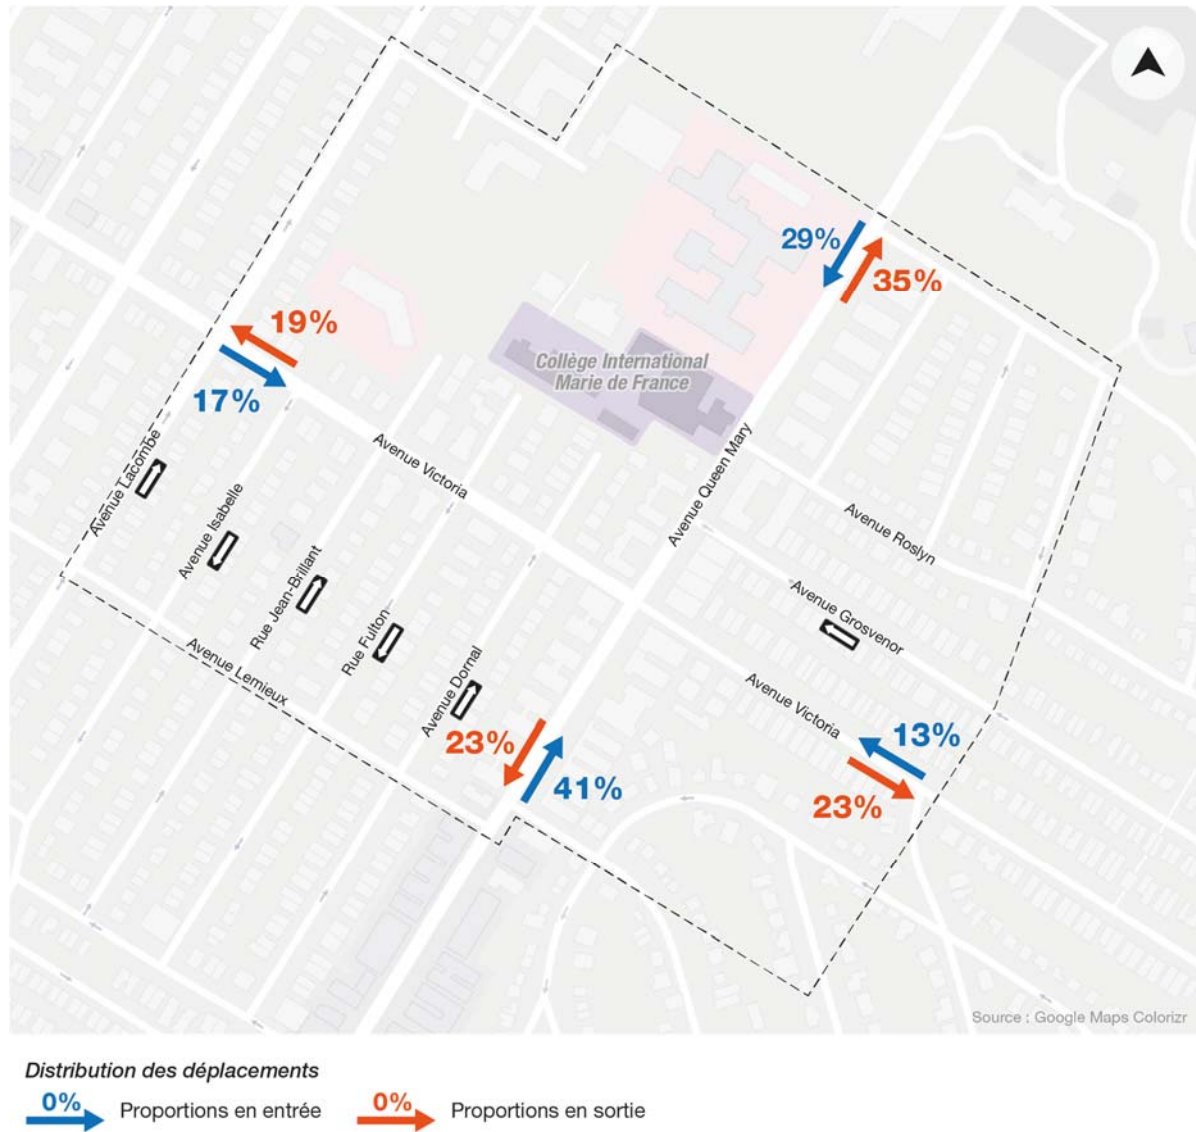 29%
35%
19%
17%
Collège International
Marie de France
Avenue Lacombe
Avenue Victoria
Avenue Queen Mary
Avenue Isabelle
Avenue Roslyn
Rue Jean-Brillant
Avenue Grosvenor
Rue Fulton
Avenue Lemieux
Avenue Dornal
Avenue Victoria
23%
41%
13%
23%
Source : Google Maps Colorizr
Distribution des déplacements
0% Proportions en entrée 0% Proportions en sortie